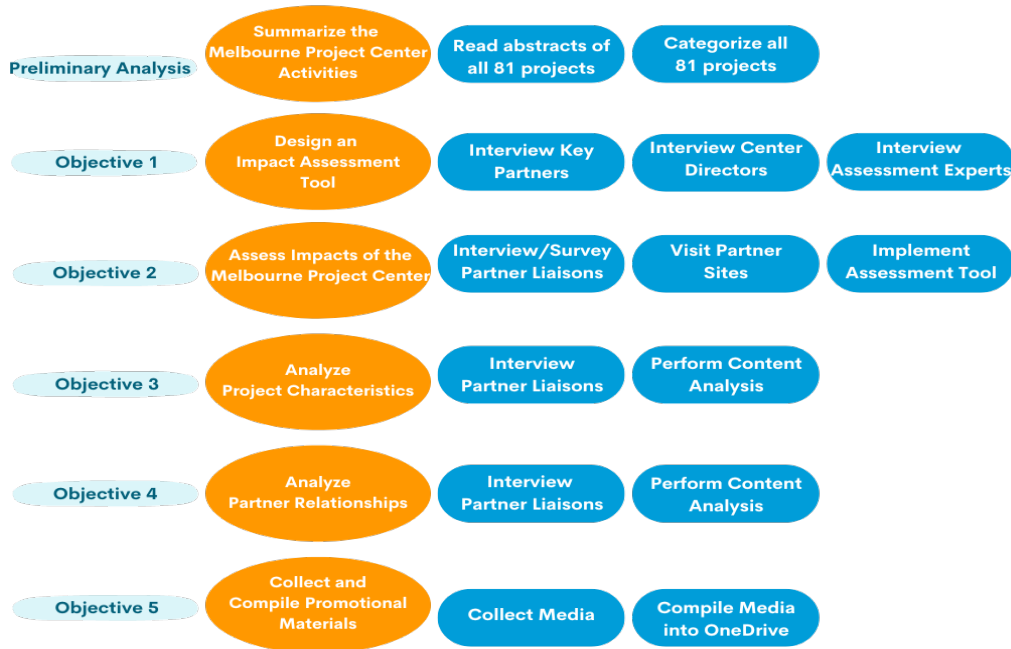 Preliminary Analysis
Summarize the
Melbourne Project Center
Activities
Read abstracts of
all 81 projects
Categorize all
81 projects
Objective 1
Design an
Impact Assessment
Tool
Interview Key
Partners
Interview Center
Directors
Interview
Assessment Experts
Objective 2
Assess Impacts of the
Melbourne Project Center
Interview/Survey
Partner Liaisons
Visit Partner
Sites
Implement
Assessment Tool
Objective 3
Analyze
Project Characteristics
Interview
Partner Liaisons
Perform Content
Analysis
Objective 4
Analyze
Partner Relationships
Interview
Partner Liaisons
Perform Content
Analysis
Objective 5
Collect and
Compile Promotional
Materials
Collect Media
Compile Media
into OneDrive